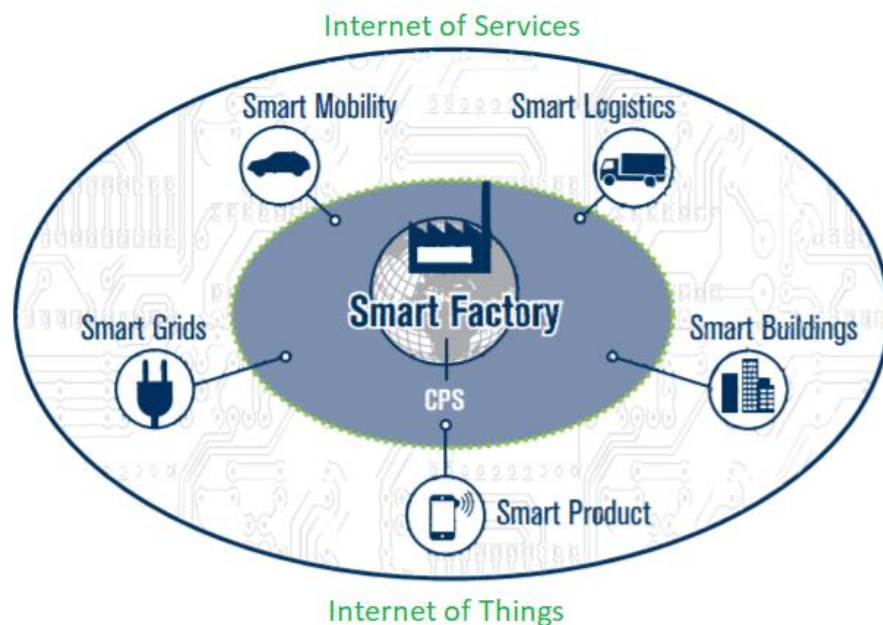 Internet of Services
Smart Mobility
Smart Logistics
Smart Factory
Smart Grids
Smart Buildings
CPS
Smart Product
Internet of Things